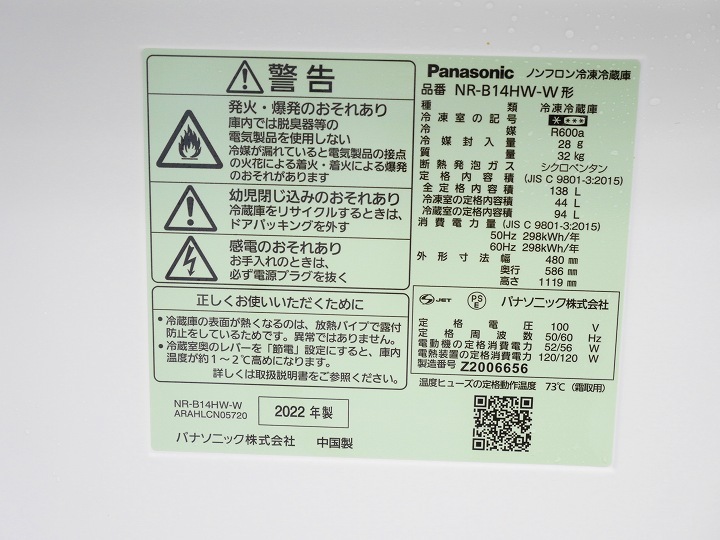 警告
発火・爆発のおそれあり
庫内では脱臭器等の
電気製品を使用しない
冷媒が漏れていると電気製品の接点
の火花による着火・着火による爆発
のおそれがあります
幼児閉じ込みのおそれあり
冷蔵庫をリサイクルするときは、
ドアパッキングを外す
感電のおそれあり
お手入れのときは、
必ず電源プラグを抜く
正しくお使いいただくために
・冷蔵庫の表面が熱くなるのは、放熱パイプで露付
防止をしているためです。異常ではありません。
・冷蔵室奥のレバーを「節電」設定にすると、庫内
温度が約1~2℃高めになります。
詳しくは取扱説明書をご参照ください。
NR-B14HW-W
ARAHLCN05720
2022 年製
パナソニック株式会社 中国製
Panasonic ノンフロン冷凍冷蔵庫
品番 NR-B14HW-W 形
種類 冷凍冷蔵庫
冷凍室の記号 * ***
冷媒 R600a
冷媒封入量 28 g
質量 32 kg
断熱発泡ガス シクロペンタン
定格内容積 (JIS C 9801-3:2015)
全定格内容積 138 L
冷凍室の定格内容積 44 L
冷蔵室の定格内容積 94 L
消費電力量 (JIS C 9801-3:2015)
50Hz 298kWh/年
60Hz 298kWh/年
外形寸法 幅 480 mm
奥行 586 mm
高さ 1119 mm
S JET PS E パナソニック株式会社
定格電圧 100 V
定格周波数 50/60 Hz
電動機の定格消費電力 52/56 W
電熱装置の定格消費電力 120/120 W
製造番号 Z2006656
温度ヒューズの定格動作温度 73℃(霜取用)